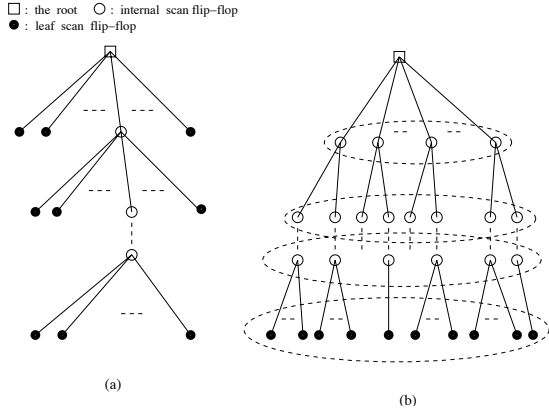 : the root : internal scan flip–flop
: leaf scan flip–flop
(a)
(b)